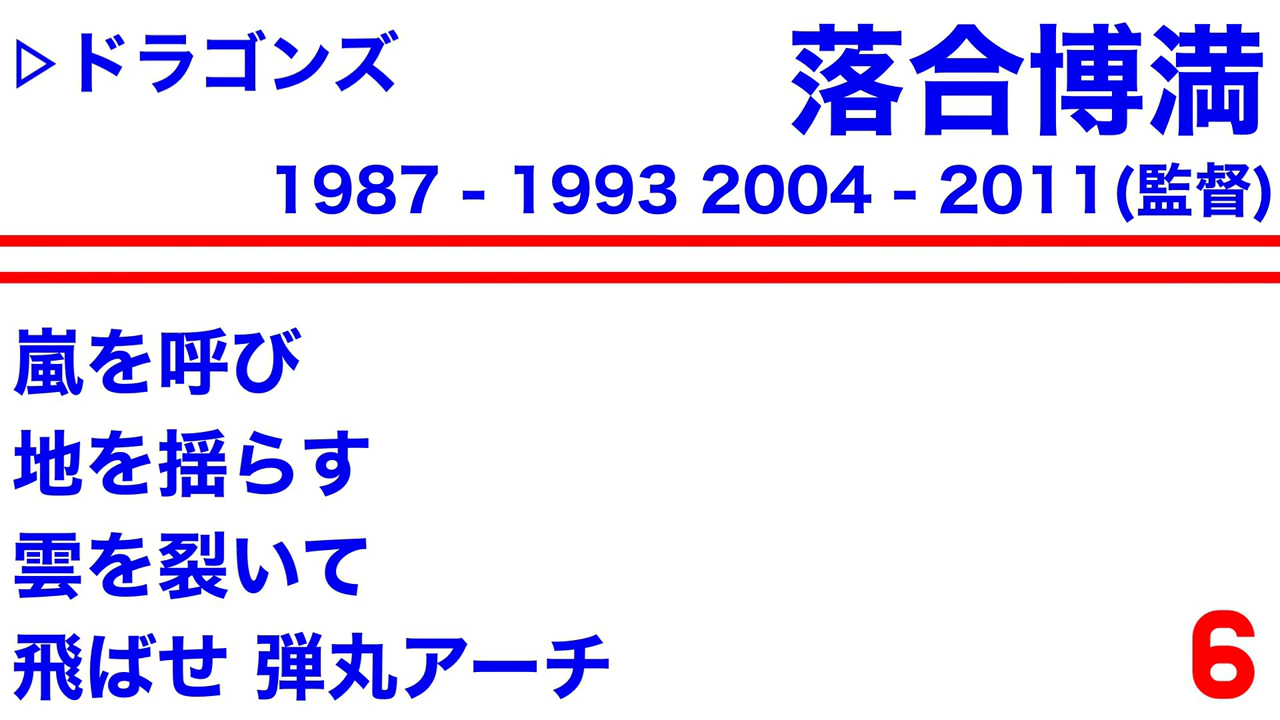 ▷ドラゴンズ
落合博満
1987 - 1993 2004 - 2011(監督)
嵐を呼び
地を揺らす
雲を裂いて
飛ばせ 弾丸アーチ
6